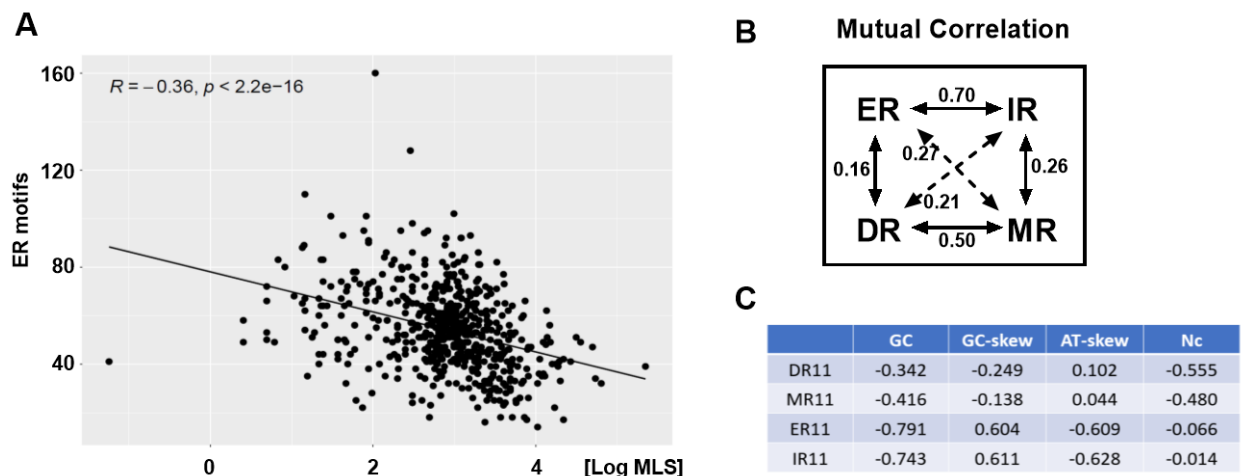 A
R = −0.36, p < 2.2e−16
ER motifs
160
120
80
40
0 2 4 [Log MLS]
B
Mutual Correlation
ER 0.70 IR
0.16 0.27 0.26
0.21
DR 0.50 MR
C
GC GC-skew AT-skew Nc
DR11 -0.342 -0.249 0.102 -0.555
MR11 -0.416 -0.138 0.044 -0.480
ER11 -0.791 0.604 -0.609 -0.066
IR11 -0.743 0.611 -0.628 -0.014